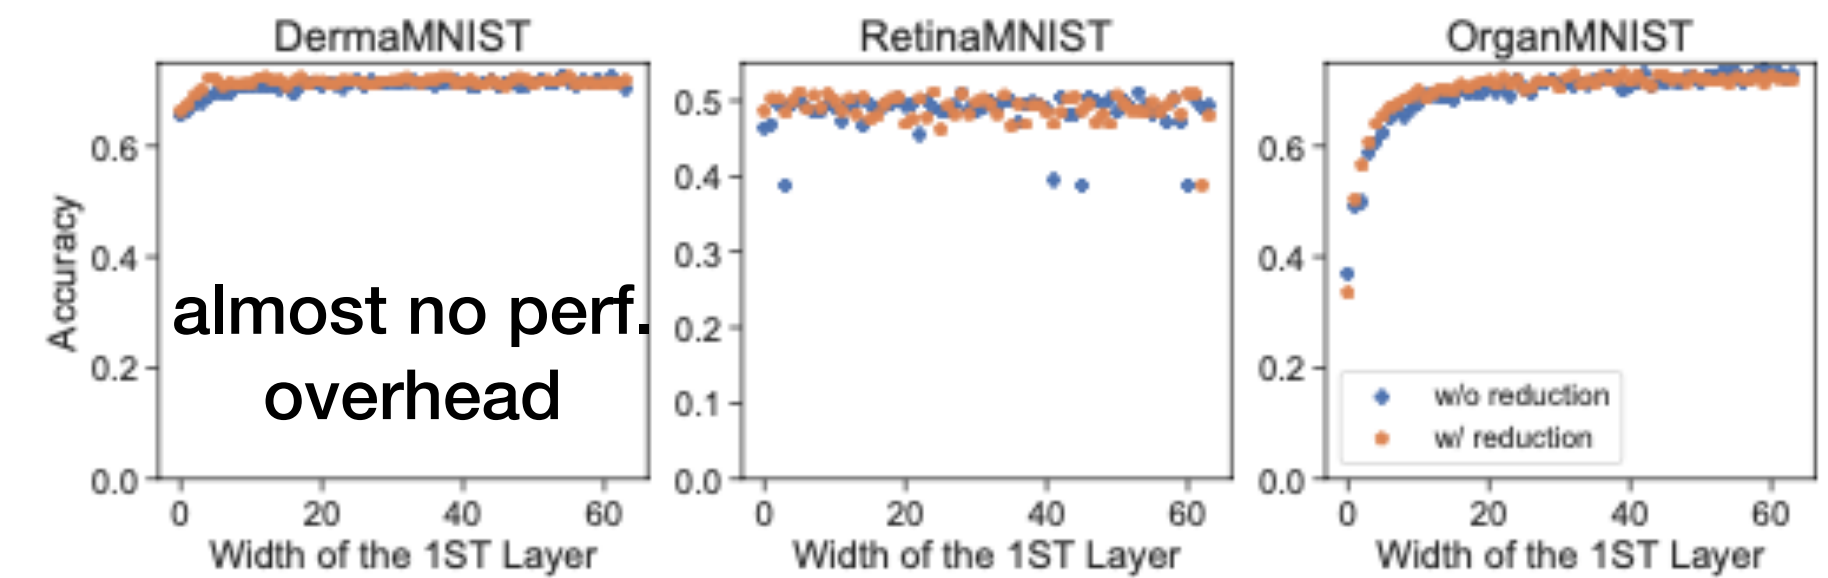 DermaMNIST
RetinaMNIST
OrganMNIST
Accuracy
0.6
0.4
0.2
0.0
0
20
40
60
Width of the 1ST Layer
almost no perf.
overhead
0.5
0.4
0.3
0.2
0.1
0.0
0
20
40
60
Width of the 1ST Layer
0.6
0.4
0.2
0.0
0
20
40
60
Width of the 1ST Layer
w/o reduction
w/ reduction